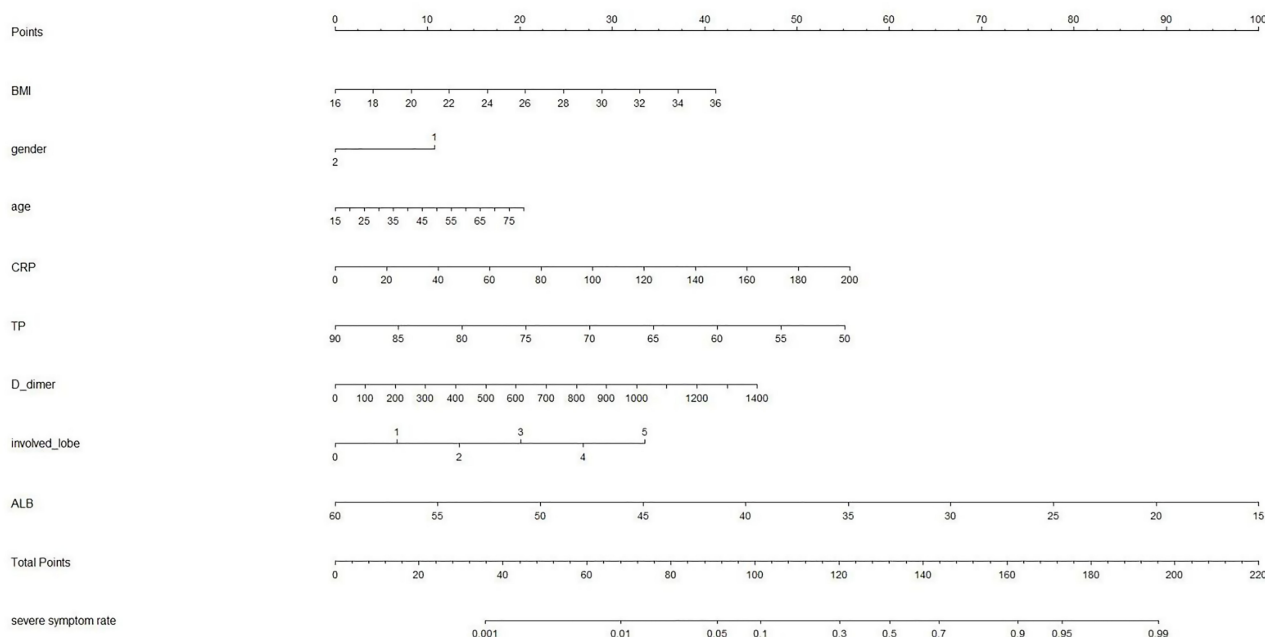 0 10 20 30 40 50 60 70 80 90 100
Points
BMI
16 18 20 21 22 24 26 28 30 32 34 36
1
gender
2
age
15 25 35 45 55 65 75
CRP
0 20 40 60 80 100 120 140 160 180 200
TP
90 85 80 75 70 65 60 55 50
D_dimer
0 100 200 300 400 500 600 700 800 900 1000 1200 1400
1 3 5
involved_lobe
0 2 4
ALB
60 55 50 45 40 35 30 25 20 15
Total Points
0 20 40 60 80 100 120 140 160 180 200 220
severe symptom rate
0.001 0.01 0.05 0.1 0.3 0.5 0.7 0.9 0.95 0.99